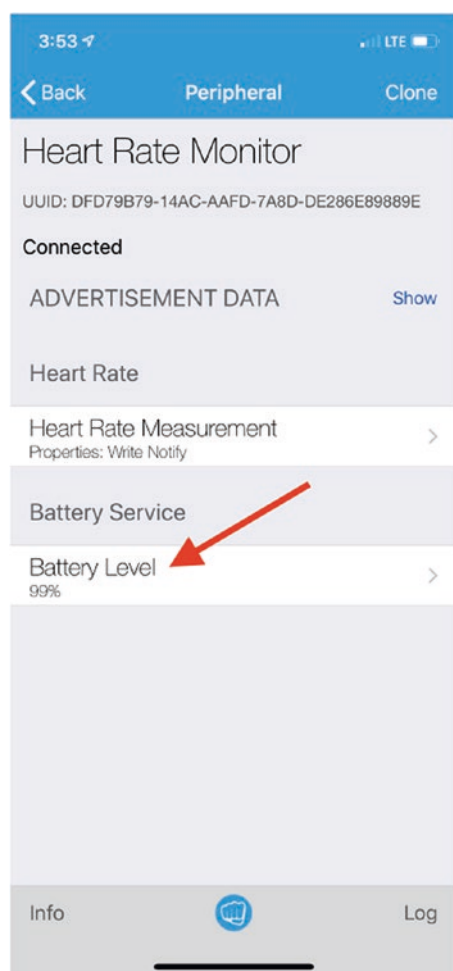 3:53
LTE
Back
Peripheral
Clone
Heart Rate Monitor
UUID: DFD79B79-14AC-AAFD-7A8D-DE286E89889E
Connected
ADVERTISEMENT DATA
Show
Heart Rate
Heart Rate Measurement
Properties: Write Notify
Battery Service
Battery Level
99%
Info
Log